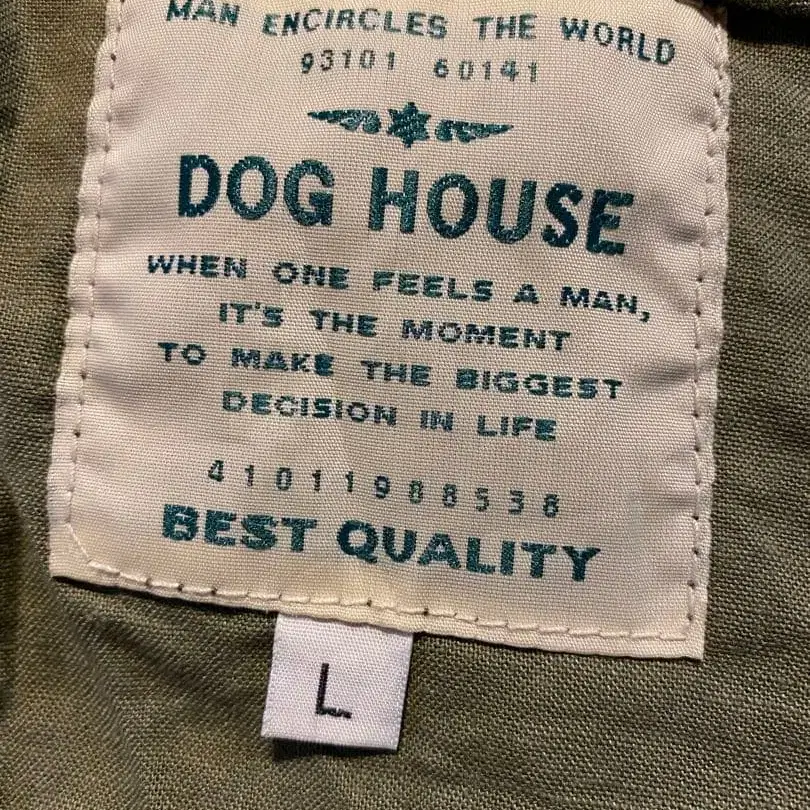 MAN ENCIRCLES THE WORLD
93101 60141
DOG HOUSE
WHEN ONE FEELS A MAN,
IT'S THE MOMENT
TO MAKE THE BIGGEST
DECISION IN LIFE
41011988538
BEST QUALITY
L